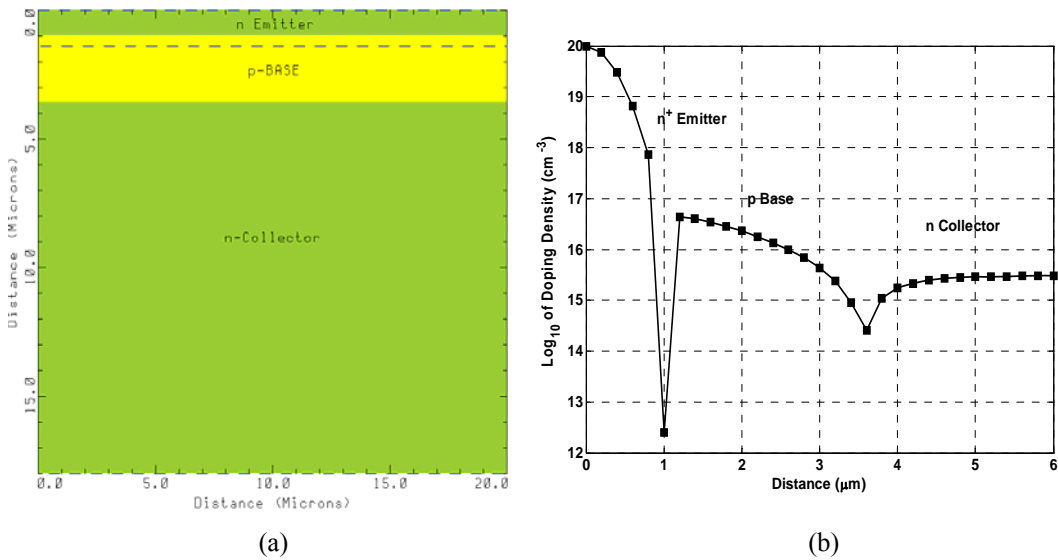 n Emitter
p-BASE
n-Collector
0.0
5.0
10.0
15.0
Distance (Microns)
0.0
5.0
10.0
15.0
20.0
Distance (Microns)
(a)
20
19
18
17
16
15
14
13
12
Log10 of Doping Density (cm-3)
n+ Emitter
p Base
n Collector
0
1
2
3
4
5
6
Distance (μm)
(b)